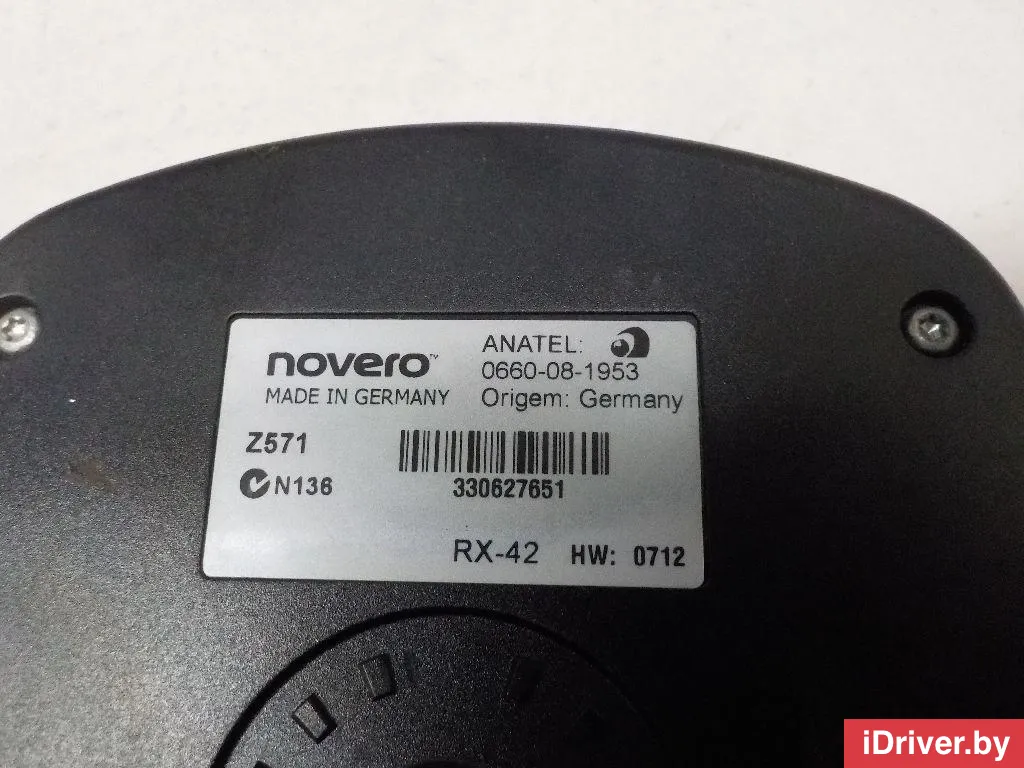 novero™
MADE IN GERMANY
ANATEL:
0660-08-1953
Origem: Germany
Z571
N136
330627651
RX-42 HW: 0712
iDriver.by